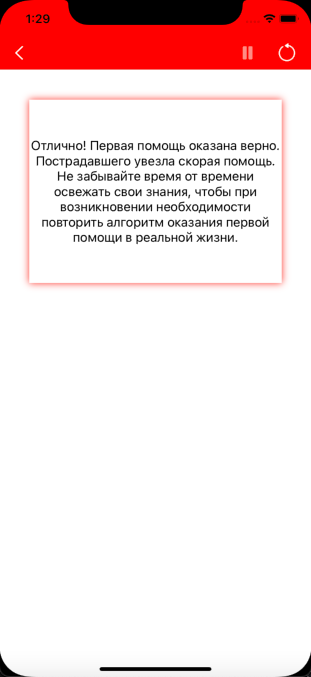 1:29
Отлично! Первая помощь оказана верно.
Пострадавшего увезла скорая помощь.
Не забывайте время от времени
освежать свои знания, чтобы при
возникновении необходимости
повторить алгоритм оказания первой
помощи в реальной жизни.